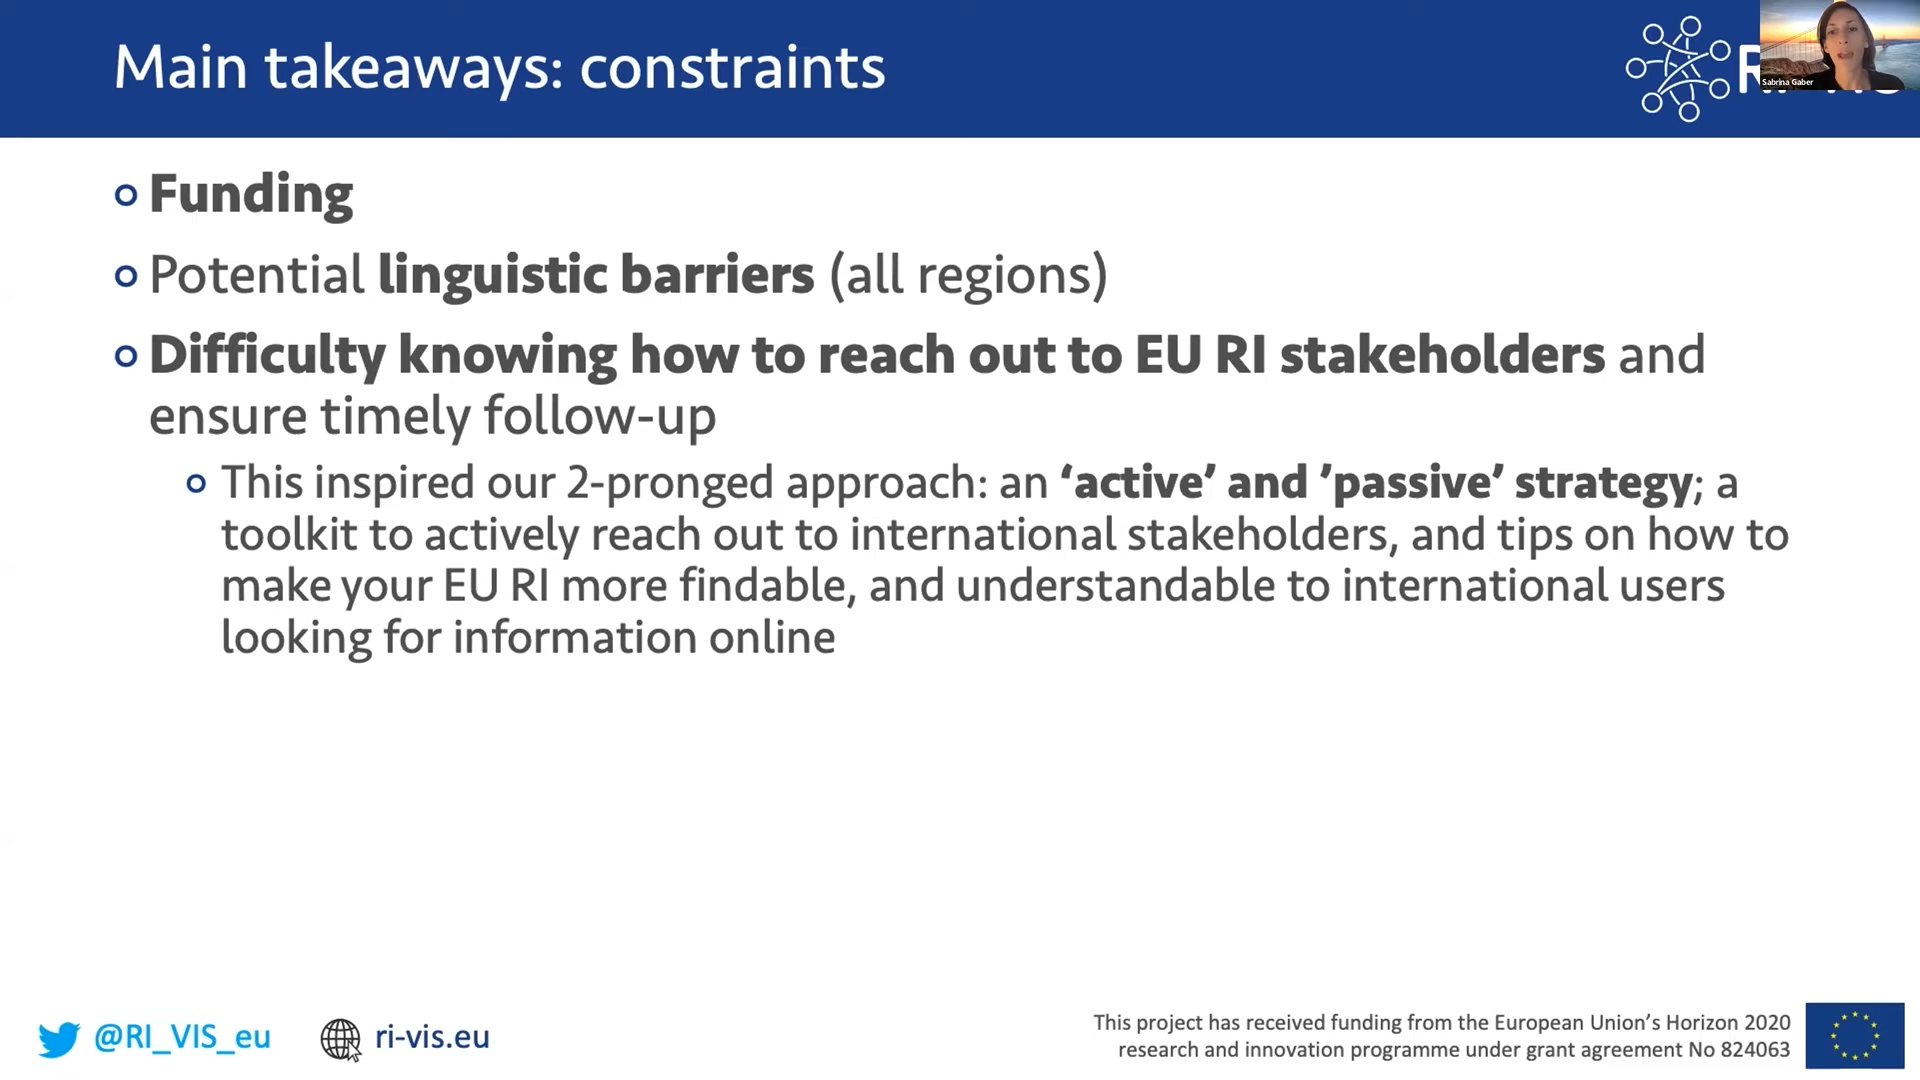 Main takeaways: constraints
Sabrina Gaber
Funding
Potential linguistic barriers (all regions)
Difficulty knowing how to reach out to EU RI stakeholders and
ensure timely follow-up
This inspired our 2-pronged approach: an ‘active’ and ’passive’ strategy; a
toolkit to actively reach out to international stakeholders, and tips on how to
make your EU RI more findable, and understandable to international users
looking for information online
@RI_VIS_eu
ri-vis.eu
This project has received funding from the European Union’s Horizon 2020
research and innovation programme under grant agreement No 824063